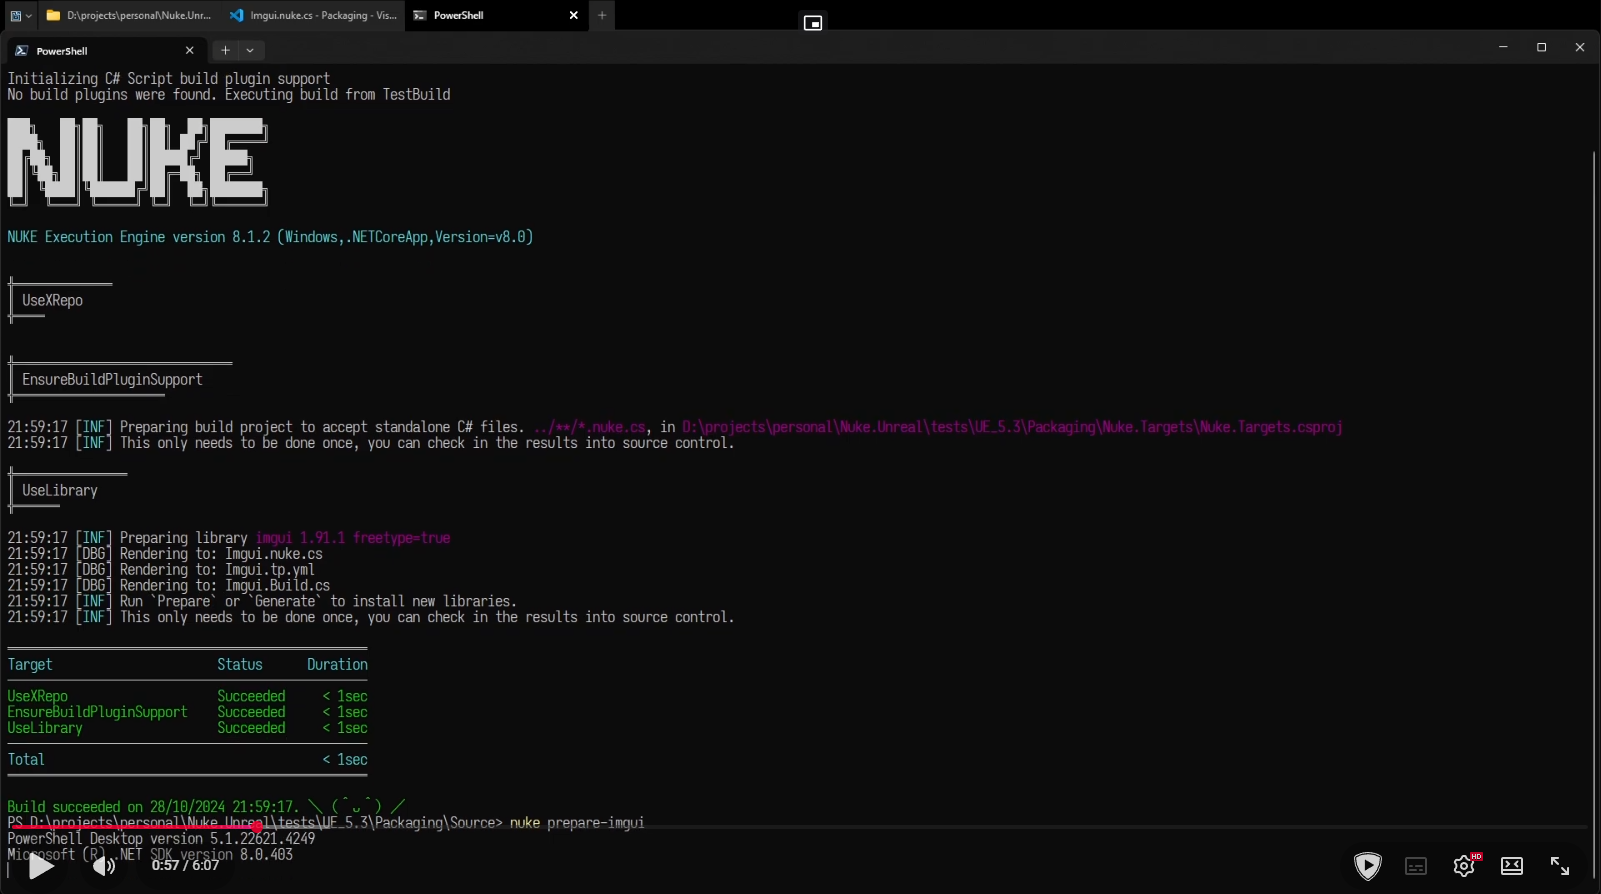 D:\projects\personal\Nuke.Unr...
Imgui.nuke.cs - Packaging - Vis...
PowerShell
PowerShell
Initializing C# Script build plugin support
No build plugins were found. Executing build from TestBuild
NUKE
NUKE Execution Engine version 8.1.2 (Windows,.NETCoreApp,Version=v8.0)
UseXRepo
EnsureBuildPluginSupport
21:59:17 [INF] Preparing build project to accept standalone C# files. ../**/*.nuke.cs, in D:\projects\personal\Nuke.Unreal\tests\UE_5.3\Packaging\Nuke.Targets\Nuke.Targets.csproj
21:59:17 [INF] This only needs to be done once, you can check in the results into source control.
UseLibrary
21:59:17 [INF] Preparing library imgui 1.91.1 freetype=true
21:59:17 [DBG] Rendering to: Imgui.nuke.cs
21:59:17 [DBG] Rendering to: Imgui.tp.yml
21:59:17 [DBG] Rendering to: Imgui.Build.cs
21:59:17 [INF] Run `Prepare` or `Generate` to install new libraries.
21:59:17 [INF] This only needs to be done once, you can check in the results into source control.
Target Status Duration
UseXRepo Succeeded < 1sec
EnsureBuildPluginSupport Succeeded < 1sec
UseLibrary Succeeded < 1sec
Total < 1sec
Build succeeded on 28/10/2024 21:59:17. ＼（＾ᴗ＾）／
PS D:\projects\personal\Nuke.Unreal\tests\UE_5.3\Packaging\Source> nuke prepare-imgui
PowerShell Desktop version 5.1.22621.4249
Microsoft (R) .NET SDK version 8.0.403
0:57 / 6:07
HD